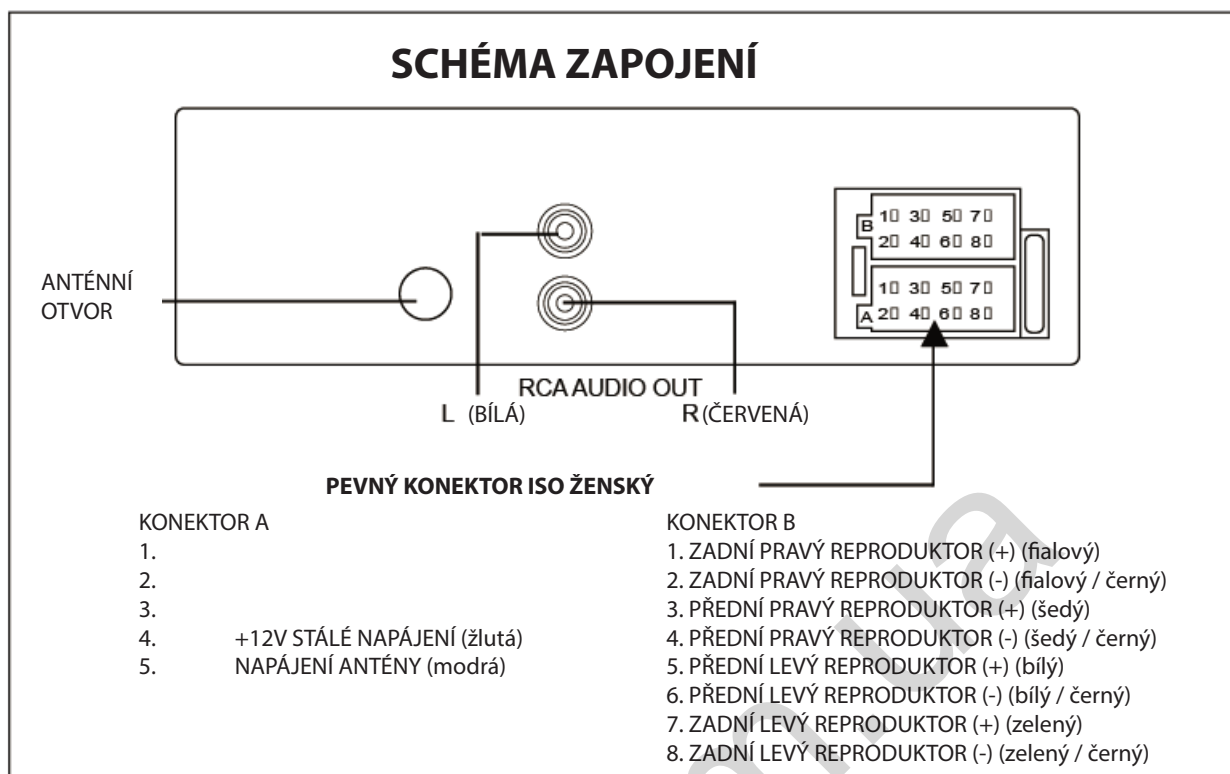 SCHÉMA ZAPOJENÍ
B 1 3 5 7
2 4 6 8
1 3 5 7
A 2 4 6 8
ANTÉNNÍ
OTVOR
RCA AUDIO OUT
L (BÍLÁ) R (ČERVENÁ)
PEVNÝ KONEKTOR ISO ŽENSKÝ
KONEKTOR A
1.
2.
3.
4. +12V STÁLÉ NAPÁJENÍ (žlutá)
5. NAPÁJENÍ ANTÉNY (modrá)
KONEKTOR B
1. ZADNÍ PRAVÝ REPRODUKTOR (+) (fialový)
2. ZADNÍ PRAVÝ REPRODUKTOR (-) (fialový / černý)
3. PŘEDNÍ PRAVÝ REPRODUKTOR (+) (šedý)
4. PŘEDNÍ PRAVÝ REPRODUKTOR (-) (šedý / černý)
5. PŘEDNÍ LEVÝ REPRODUKTOR (+) (bílý)
6. PŘEDNÍ LEVÝ REPRODUKTOR (-) (bílý / černý)
7. ZADNÍ LEVÝ REPRODUKTOR (+) (zelený)
8. ZADNÍ LEVÝ REPRODUKTOR (-) (zelený / černý)
m.ua